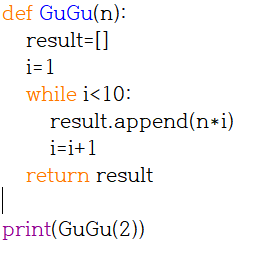 def GuGu(n):
    result=[]
    i=1
    while i<10:
        result.append(n*i)
        i=i+1
    return result

print(GuGu(2))